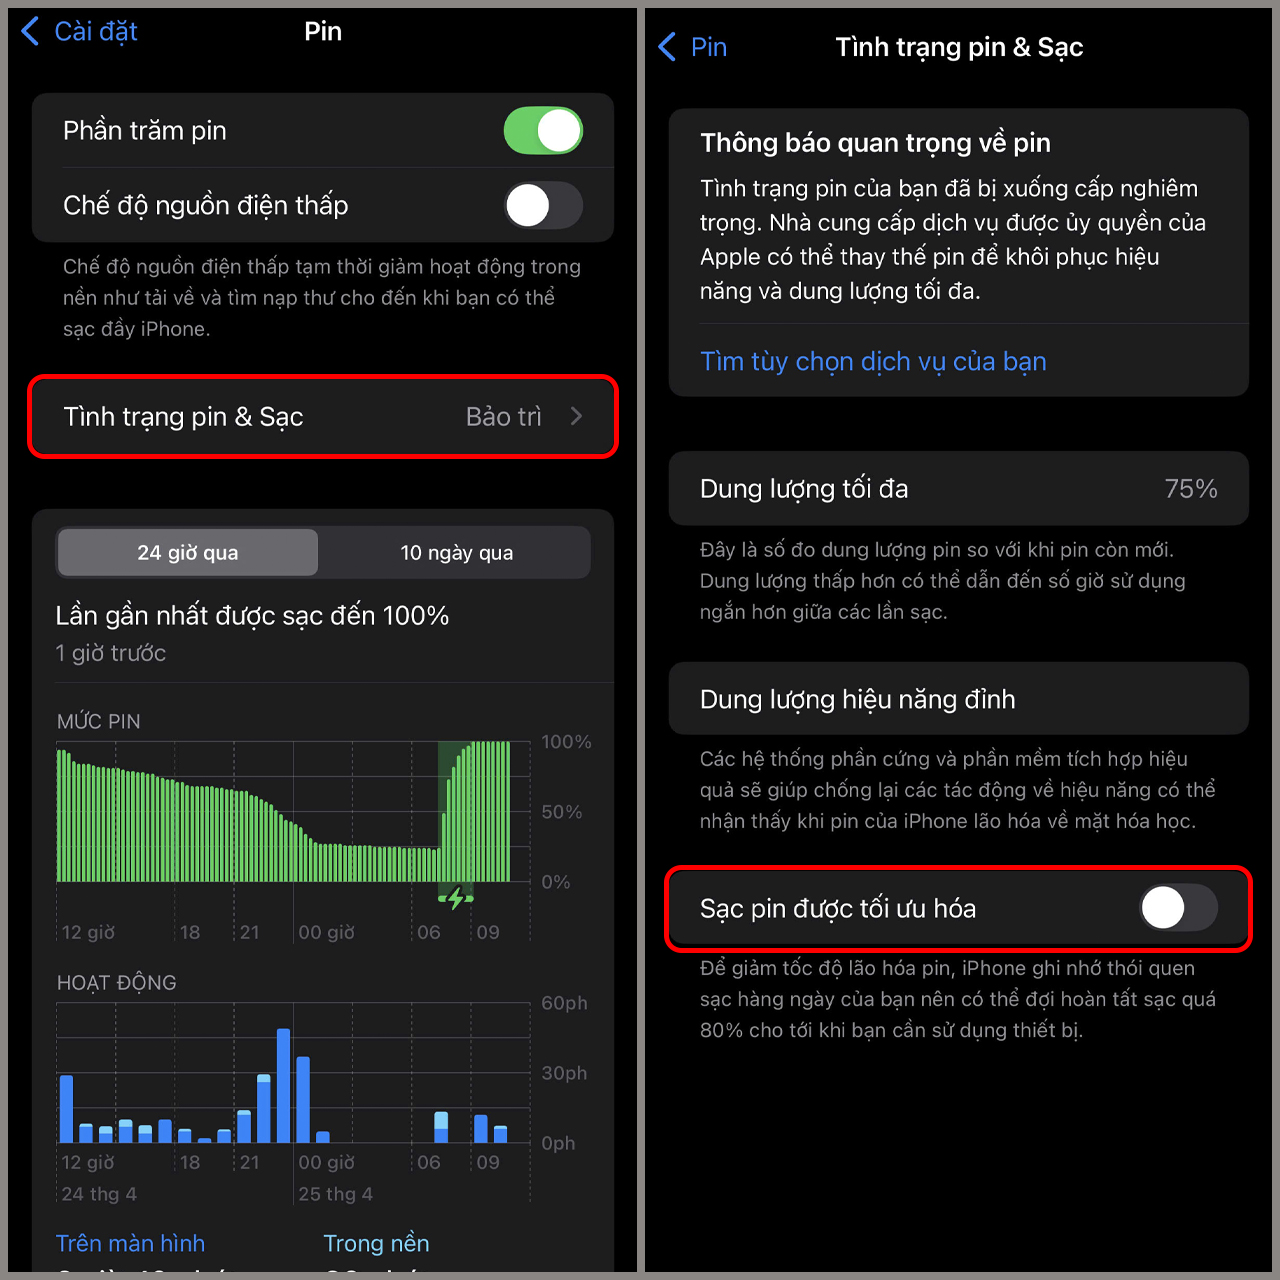 Cài đặt
Pin
Phần trăm pin
Chế độ nguồn điện thấp
Chế độ nguồn điện thấp tạm thời giảm hoạt động trong
nền như tải về và tìm nạp thư cho đến khi bạn có thể
sạc đầy iPhone.
Tình trạng pin & Sạc
Bảo trì
24 giờ qua
10 ngày qua
Lần gần nhất được sạc đến 100%
1 giờ trước
MỨC PIN
100%
50%
0%
12 giờ
18
21
00 giờ
06
09
HOẠT ĐỘNG
60ph
30ph
0ph
12 giờ
18
21
00 giờ
06
09
24 thg 4
25 thg 4
Trên màn hình
Trong nền
Pin
Tình trạng pin & Sạc
Thông báo quan trọng về pin
Tình trạng pin của bạn đã bị xuống cấp nghiêm
trọng. Nhà cung cấp dịch vụ được ủy quyền của
Apple có thể thay thế pin để khôi phục hiệu
năng và dung lượng tối đa.
Tìm tùy chọn dịch vụ của bạn
Dung lượng tối đa
75%
Đây là số đo dung lượng pin so với khi pin còn mới.
Dung lượng thấp hơn có thể dẫn đến số giờ sử dụng
ngắn hơn giữa các lần sạc.
Dung lượng hiệu năng đỉnh
Các hệ thống phần cứng và phần mềm tích hợp hiệu
quả sẽ giúp chống lại các tác động về hiệu năng có thể
nhận thấy khi pin của iPhone lão hóa về mặt hóa học.
Sạc pin được tối ưu hóa
Để giảm tốc độ lão hóa pin, iPhone ghi nhớ thói quen
sạc hàng ngày của bạn nên có thể đợi hoàn tất sạc quá
80% cho tới khi bạn cần sử dụng thiết bị.